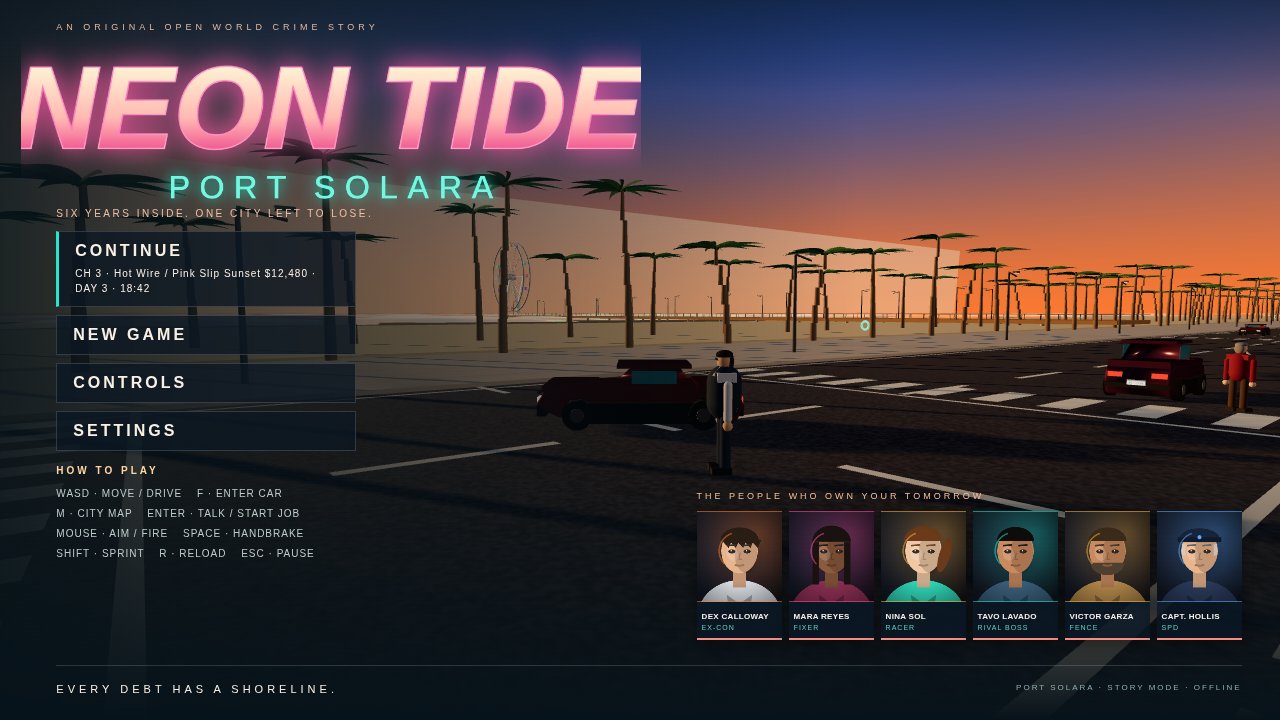 AN ORIGINAL OPEN WORLD CRIME STORY
NEON TIDE
PORT SOLARA
SIX YEARS INSIDE. ONE CITY LEFT TO LOSE.
CONTINUE
CH 3 · Hot Wire / Pink Slip Sunset $12,480 ·
DAY 3 · 18:42
NEW GAME
CONTROLS
SETTINGS
HOW TO PLAY
WASD · MOVE / DRIVE F · ENTER CAR
M · CITY MAP ENTER · TALK / START JOB
MOUSE · AIM / FIRE SPACE · HANDBRAKE
SHIFT · SPRINT R · RELOAD ESC · PAUSE
THE PEOPLE WHO OWN YOUR TOMORROW
DEX CALLOWAY
EX-CON
MARA REYES
FIXER
NINA SOL
RACER
TAVO LAVADO
RIVAL BOSS
VICTOR GARZA
FENCE
CAPT. HOLLIS
SPD
EVERY DEBT HAS A SHORELINE.
PORT SOLARA · STORY MODE · OFFLINE